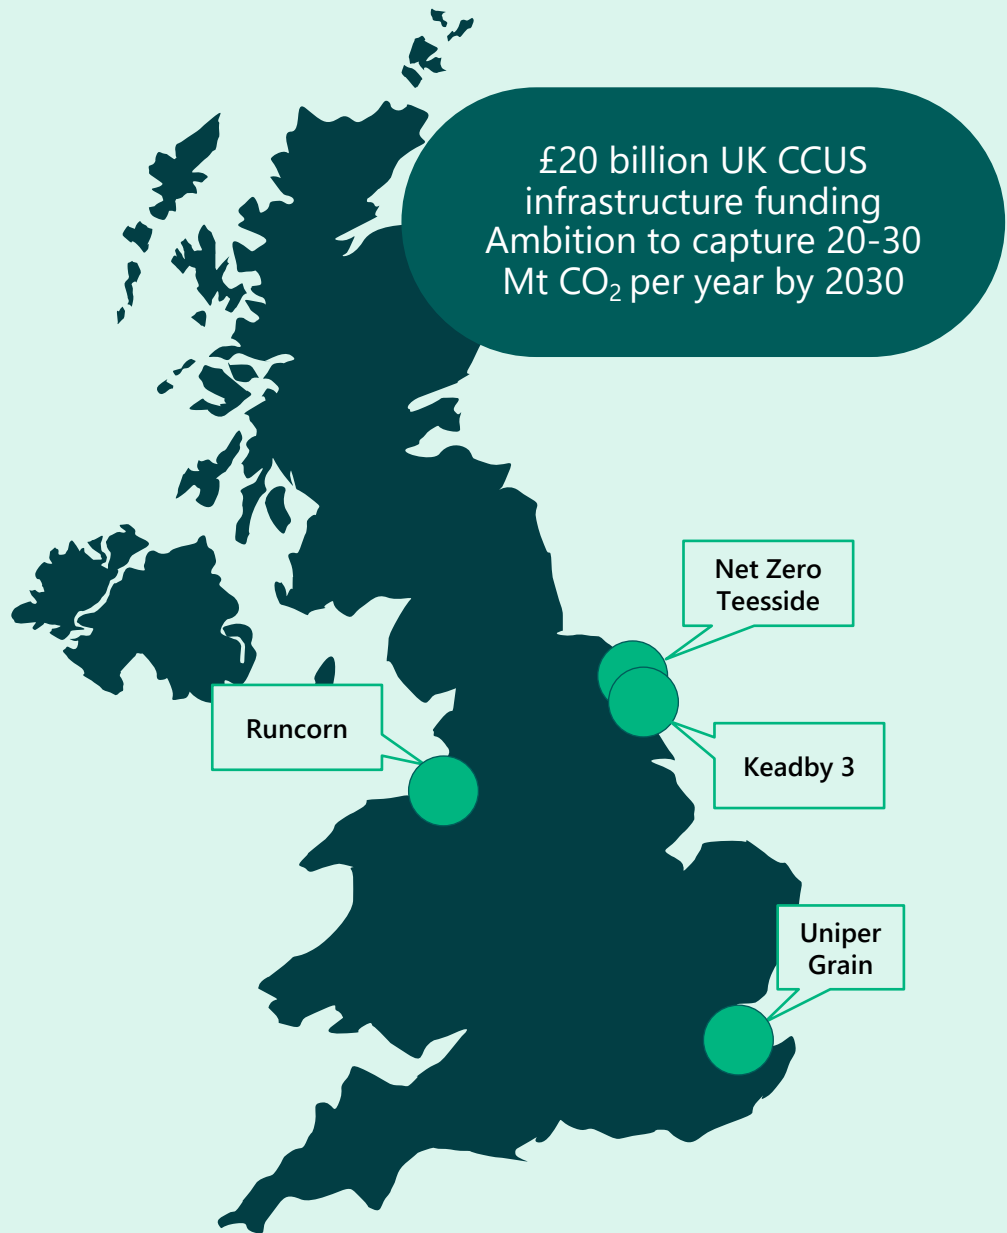 £20 billion UK CCUS
infrastructure funding
Ambition to capture 20-30
Mt CO₂ per year by 2030
Net Zero
Teesside
Runcorn
Keadby 3
Uniper
Grain